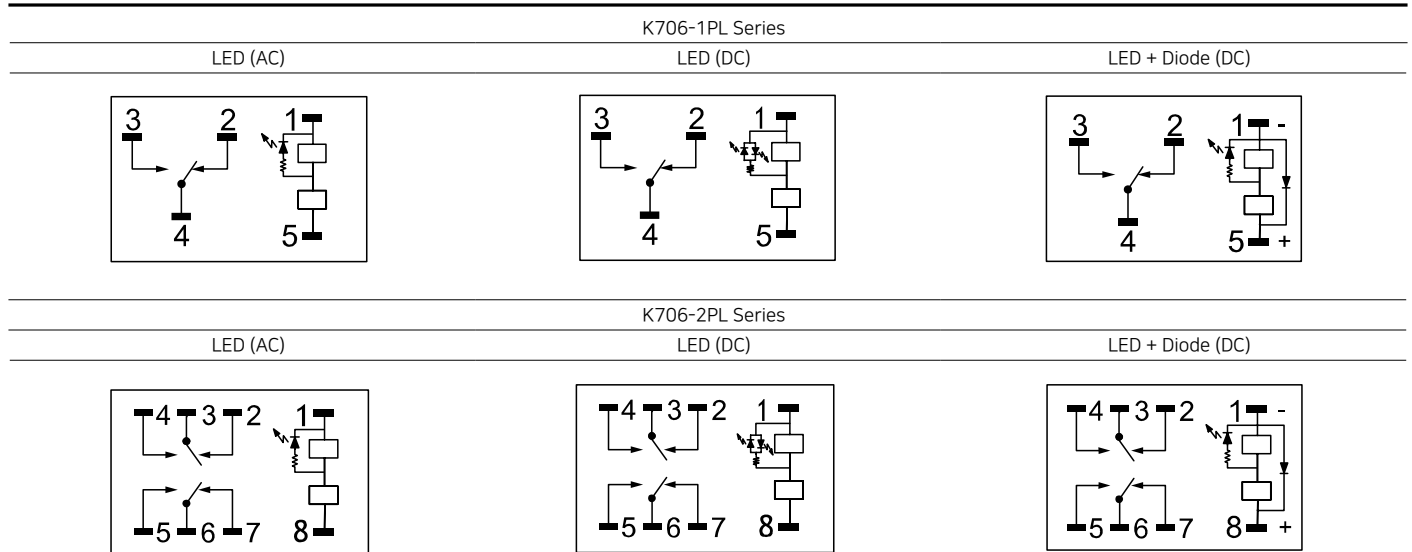 K706-1PL Series
LED (AC) LED (DC) LED + Diode (DC)
3 2 1 3 2 1 3 2 1 -
4 5 4 5 4 5 +
K706-2PL Series
LED (AC) LED (DC) LED + Diode (DC)
4 3 2 1 4 3 2 1 4 3 2 1 -
5 6 7 8 5 6 7 8 5 6 7 8 +